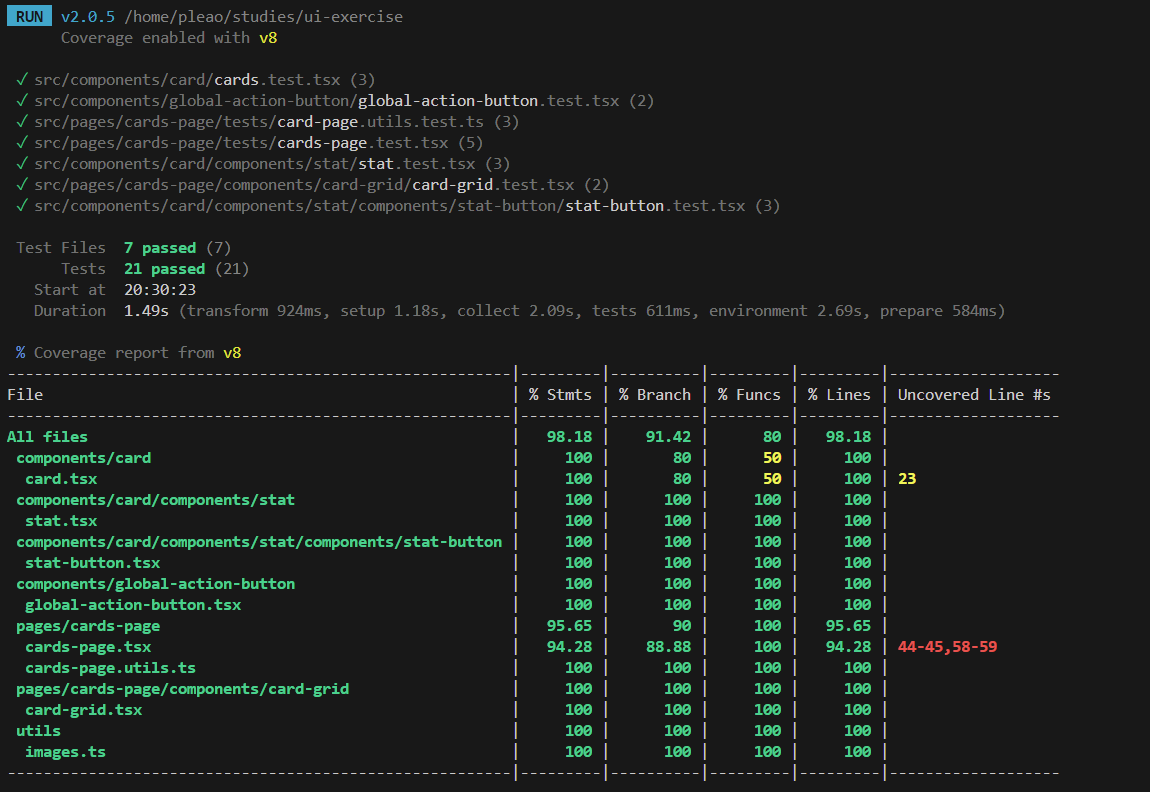 RUN v2.0.5 /home/pleao/studies/ui-exercise
Coverage enabled with v8
✓ src/components/card/cards.test.tsx (3)
✓ src/components/global-action-button/global-action-button.test.tsx (2)
✓ src/pages/cards-page/tests/card-page.utils.test.ts (3)
✓ src/pages/cards-page/tests/cards-page.test.tsx (5)
✓ src/components/card/components/stat/stat.test.tsx (3)
✓ src/pages/cards-page/components/card-grid/card-grid.test.tsx (2)
✓ src/components/card/components/stat/components/stat-button/stat-button.test.tsx (3)
Test Files 7 passed (7)
Tests 21 passed (21)
Start at 20:30:23
Duration 1.49s (transform 924ms, setup 1.18s, collect 2.09s, tests 611ms, environment 2.69s, prepare 584ms)
% Coverage report from v8
File | % Stmts | % Branch | % Funcs | % Lines | Uncovered Line #s
All files | 98.18 | 91.42 | 80 | 98.18 |
components/card | 100 | 80 | 50 | 100 |
card.tsx | 100 | 80 | 50 | 100 | 23
components/card/components/stat | 100 | 100 | 100 | 100 |
stat.tsx | 100 | 100 | 100 | 100 |
components/card/components/stat/components/stat-button | 100 | 100 | 100 | 100 |
stat-button.tsx | 100 | 100 | 100 | 100 |
components/global-action-button | 100 | 100 | 100 | 100 |
global-action-button.tsx | 100 | 100 | 100 | 100 |
pages/cards-page | 95.65 | 90 | 100 | 95.65 |
cards-page.tsx | 94.28 | 88.88 | 100 | 94.28 | 44-45,58-59
cards-page.utils.ts | 100 | 100 | 100 | 100 |
pages/cards-page/components/card-grid | 100 | 100 | 100 | 100 |
card-grid.tsx | 100 | 100 | 100 | 100 |
utils | 100 | 100 | 100 | 100 |
images.ts | 100 | 100 | 100 | 100 |